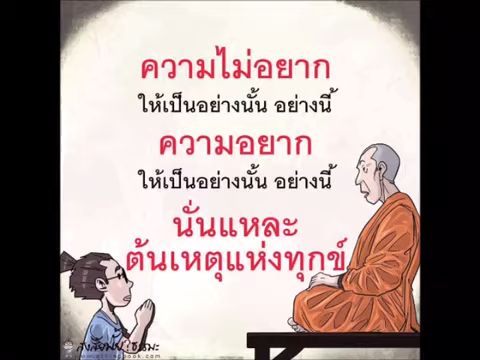 ความไม่อยาก
ให้เป็นอย่างนั้น อย่างนี้
ความอยาก
ให้เป็นอย่างนั้น อย่างนี้
นั่นแหละ
ต้นเหตุแห่งทุกข์